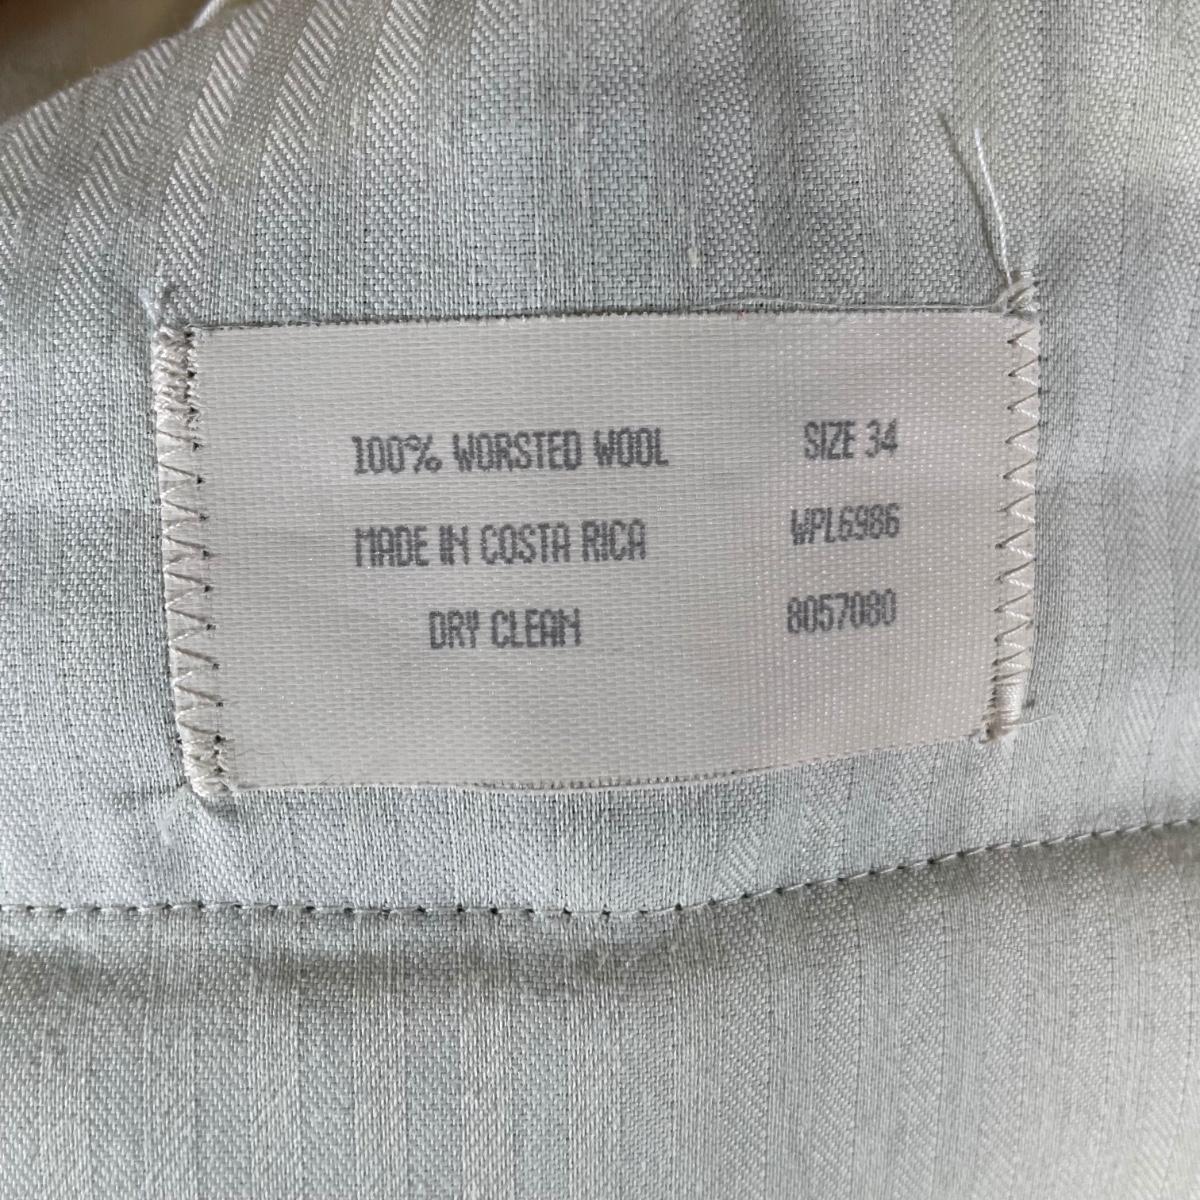 100% WORSTED WOOL SIZE 34
MADE IN COSTA RICA WPL6986
DRY CLEAN 8057080